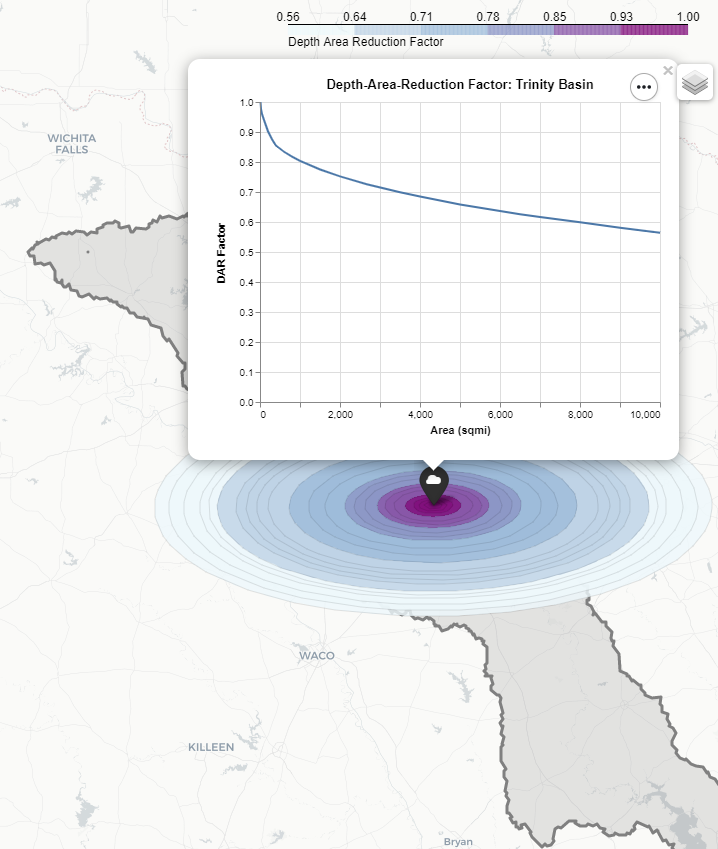 0.56 0.64 0.71 0.78 0.85 0.93 1.00
Depth Area Reduction Factor
×
Depth-Area-Reduction Factor: Trinity Basin
WICHITA
FALLS
DAR Factor
1.0
0.9
0.8
0.7
0.6
0.5
0.4
0.3
0.2
0.1
0.0
0 2,000 4,000 6,000 8,000 10,000
Area (sqmi)
WACO
KILLEEN
Bryan